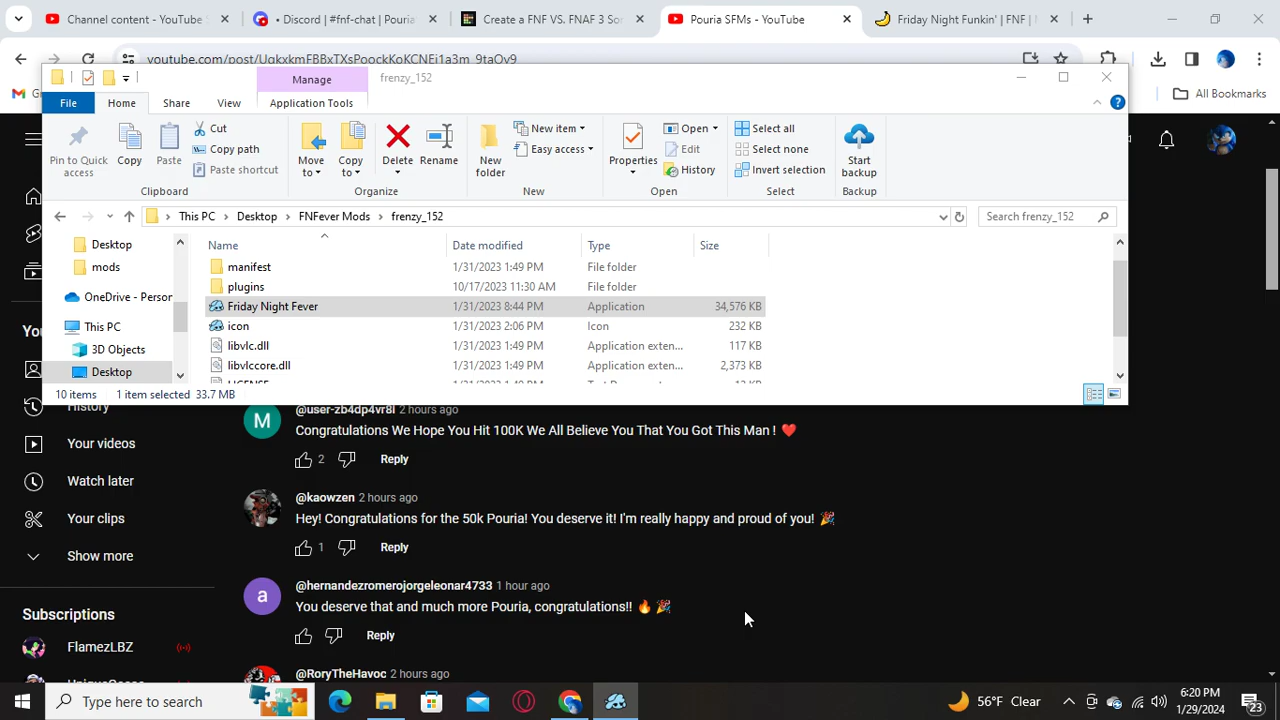 Channel content - YouTube
• Discord | #fnf-chat | Pouria
Create a FNF VS. FNAF 3 So
Pouria SFMs - YouTube
Friday Night Funkin' | FNF | M
youtube.com/post/UgkxkmFBBxTXsPoockKoKCNEj1a3m_9taOv9
All Bookmarks
Manage
frenzy_152
File
Home
Share
View
Application Tools
Pin to Quick access
Copy
Paste
Cut
Copy path
Paste shortcut
Move to
Copy to
Delete
Rename
New folder
New item
Easy access
Properties
Open
Edit
History
Select all
Select none
Invert selection
Start backup
Clipboard
Organize
New
Open
Select
Backup
This PC
Desktop
FNFever Mods
frenzy_152
Search frenzy_152
Desktop
mods
OneDrive - Person
This PC
3D Objects
Desktop
Name Date modified Type Size
manifest 1/31/2023 1:49 PM File folder
plugins 10/17/2023 11:30 AM File folder
Friday Night Fever 1/31/2023 8:44 PM Application 34,576 KB
icon 1/31/2023 2:06 PM Icon 232 KB
libvlc.dll 1/31/2023 1:49 PM Application exten... 117 KB
libvlccore.dll 1/31/2023 1:49 PM Application exten... 2,373 KB
LICENSE 1/31/2023 1:49 PM
10 items 1 item selected 33.7 MB
History
Your videos
Watch later
Your clips
Show more
Subscriptions
FlamezLBZ
M
@user-zb4dp4vr8l 2 hours ago
Congratulations We Hope You Hit 100K We All Believe You That You Got This Man ! ❤️
2 Reply
@kaowzen 2 hours ago
Hey! Congratulations for the 50k Pouria! You deserve it! I'm really happy and proud of you! 🎉
1 Reply
a
@hernandezromerojorgeleonar4733 1 hour ago
You deserve that and much more Pouria, congratulations!! 🔥 🎉
Reply
@RoryTheHavoc 2 hours ago
Type here to search
56°F Clear
6:20 PM
1/29/2024
23